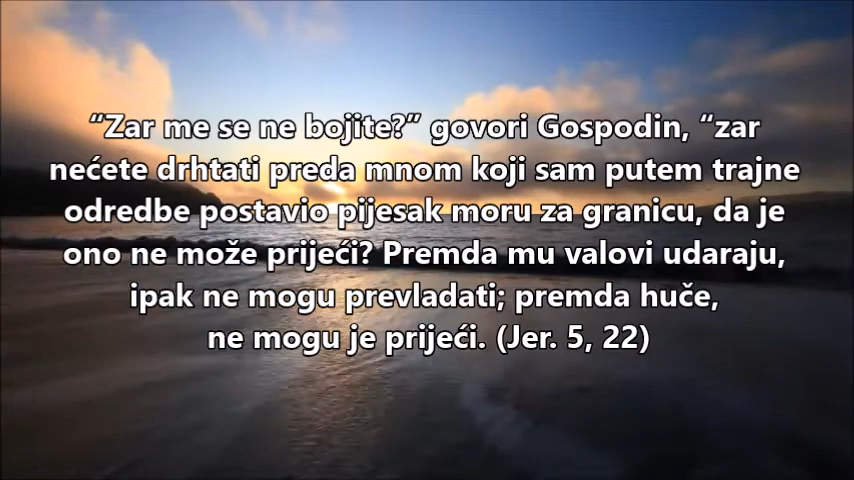 “Zar me se ne bojite?” govori Gospodin, “zar
nećete drhtati preda mnom koji sam putem trajne
odredbe postavio pijesak moru za granicu, da je
ono ne može prijeći? Premda mu valovi udaraju,
ipak ne mogu prevladati; premda huče,
ne mogu je prijeći. (Jer. 5, 22)